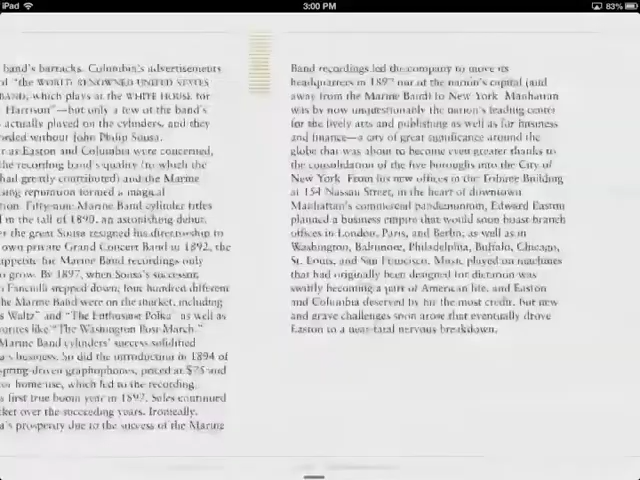 iPad
3:00 PM
83%
band's barracks. Columbia's advertisements
"the WORLD RENOWNED UNITED STATES
BAND, which plays at the WHITE HOUSE for
Harrison"—but only a few of the band's
actually played on the cylinders, and they
without John Philip Sousa.
as Easton and Columbia were concerned,
the recording band's quality (to which the
had greatly contributed) and the Marine
reputation formed a magical
Fifty-nine Marine Band cylinder titles
in the fall of 1890, an astonishing debut.
the great Sousa resigned his directorship to
own private Grand Concert Band in 1892, the
appetite for Marine Band recordings only
grow. By 1897, when Sousa's successor,
Fanciulli stepped down, four hundred different
the Marine Band were on the market, including
Waltz" and "The Enthusiast Polka" as well as
like "The Washington Post March."
Marine Band cylinders' success solidified
business. So did the introduction in 1894 of
spring-driven graphophones, priced at $75 and
home use, which led to the recording
first true boom year in 1897. Sales continued
over the succeeding years. Ironically,
prosperity due to the success of the Marine
Band recordings led the company to move its
headquarters in 1897 out of the nation's capital (and
away from the Marine Band) to New York. Manhattan
was by now unquestionably the nation's leading center
for the lively arts and publishing as well as for business
and finance—a city of great significance around the
globe that was about to become even greater thanks to
the consolidation of the five boroughs into the City of
New York. From his new offices in the Tribune Building
at 154 Nassau Street, in the heart of downtown
Manhattan's commercial pandemonium, Edward Easton
planned a business empire that would soon boast branch
offices in London, Paris, and Berlin, as well as in
Washington, Baltimore, Philadelphia, Buffalo, Chicago,
St. Louis, and San Francisco. Music played on machines
that had originally been designed for dictation was
swiftly becoming a part of American life, and Easton
and Columbia deserved by far the most credit, but new
and grave challenges soon arose that eventually drove
Easton to a near-fatal nervous breakdown.